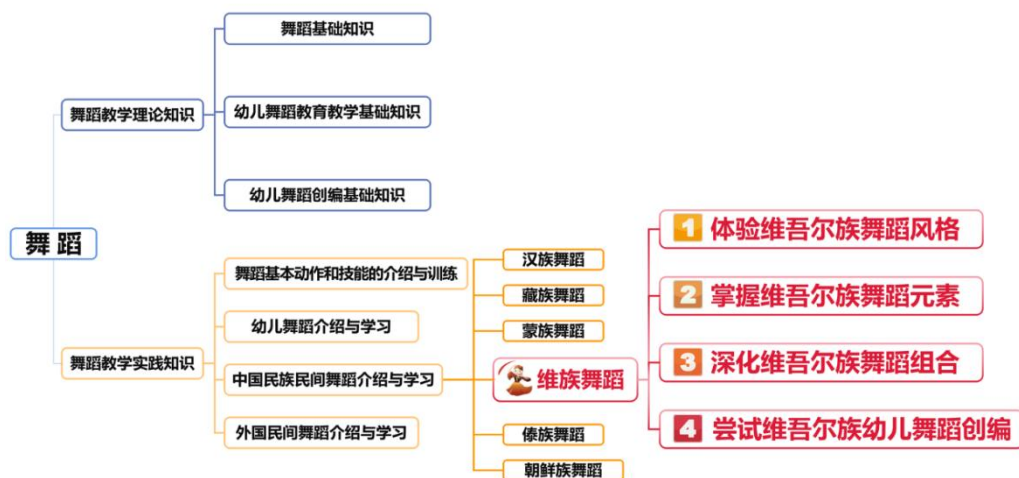 舞蹈
舞蹈教学理论知识
舞蹈基础知识
幼儿舞蹈教育教学基础知识
幼儿舞蹈创编基础知识
舞蹈教学实践知识
舞蹈基本动作和技能的介绍与训练
幼儿舞蹈介绍与学习
中国民族民间舞蹈介绍与学习
外国民间舞蹈介绍与学习
汉族舞蹈
藏族舞蹈
蒙族舞蹈
维族舞蹈
傣族舞蹈
朝鲜族舞蹈
1 体验维吾尔族舞蹈风格
2 掌握维吾尔族舞蹈元素
3 深化维吾尔族舞蹈组合
4 尝试维吾尔族幼儿舞蹈创编